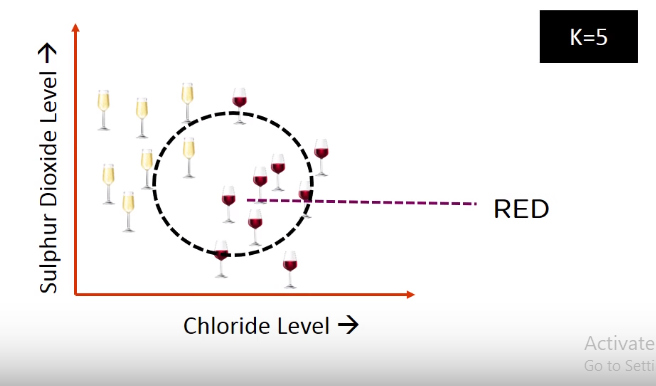 K=5
Sulphur Dioxide Level →
RED
Chloride Level →
Activate
Go to Setti